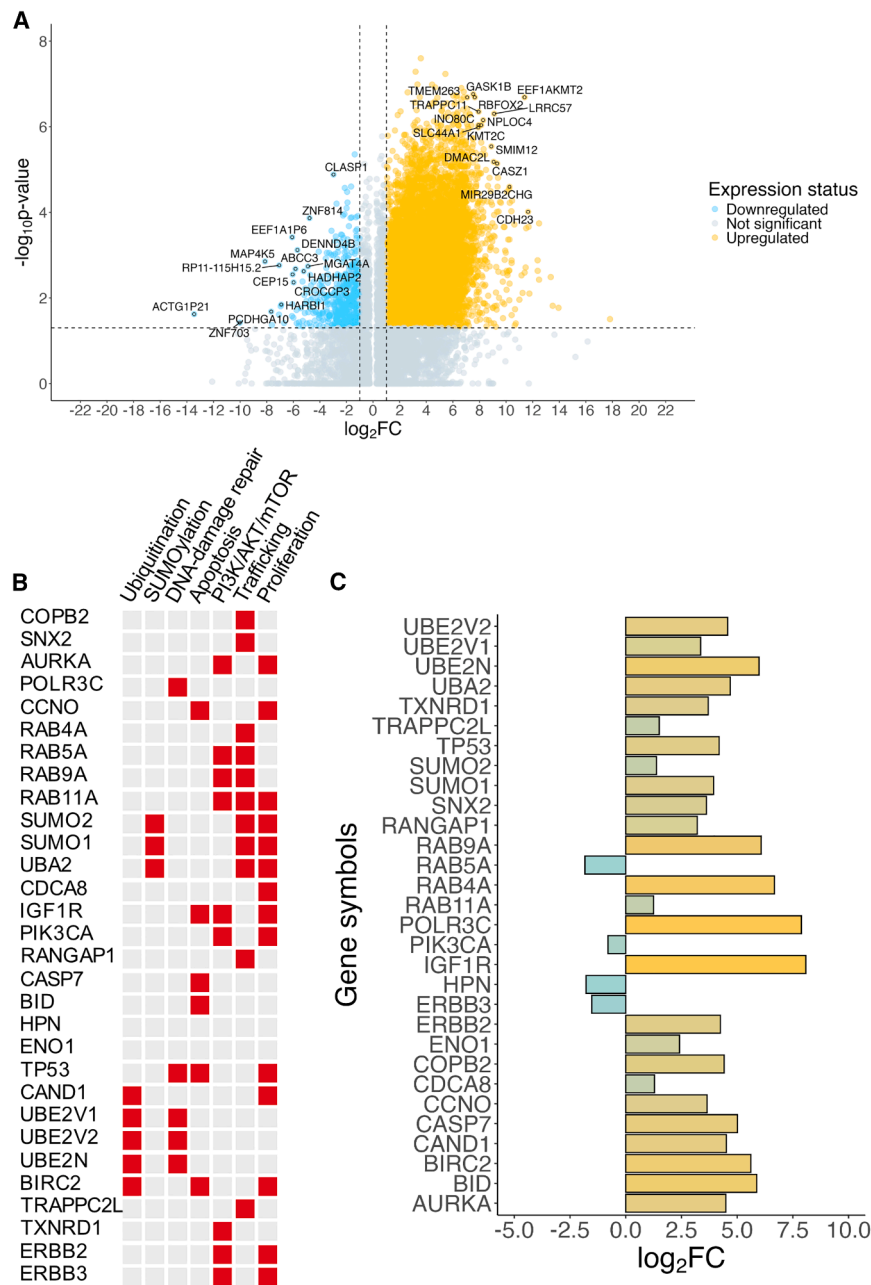 A
-log10p-value
8
6
4
2
0
GASK1B
TMEM263
EEF1AKMT2
TRAPPC11
RBFOX2
LRRC57
INO80C
NPLOC4
SLC44A1
KMT2C
SMIM12
DMAC2L
CASZ1
MIR29B2CHG
CDH23
CLASP1
ZNF814
EEF1A1P6
DENND4B
MAP4K5
ABCC3
MGAT4A
RP11-115H15.2
HADHAP2
CEP15
CROCCP3
HARBI1
ACTG1P21
PCDHGA10
ZNF703
Expression status
Downregulated
Not significant
Upregulated
-22 -20 -18 -16 -14 -12 -10 -8 -6 -4 -2 0 2 4 6 8 10 12 14 16 18 20 22
log2FC
B
Ubiquitination
SUMOylation
DNA-damage repair
Apoptosis
PI3K/AKT/mTOR
Trafficking
Proliferation
COPB2
SNX2
AURKA
POLR3C
CCNO
RAB4A
RAB5A
RAB9A
RAB11A
SUMO2
SUMO1
UBA2
CDCA8
IGF1R
PIK3CA
RANGAP1
CASP7
BID
HPN
ENO1
TP53
CAND1
UBE2V1
UBE2V2
UBE2N
BIRC2
TRAPPC2L
TXNRD1
ERBB2
ERBB3
C
Gene symbols
UBE2V2
UBE2V1
UBE2N
UBA2
TXNRD1
TRAPPC2L
TP53
SUMO2
SUMO1
SNX2
RANGAP1
RAB9A
RAB5A
RAB4A
RAB11A
POLR3C
PIK3CA
IGF1R
HPN
ERBB3
ERBB2
ENO1
COPB2
CDCA8
CCNO
CASP7
CAND1
BIRC2
BID
AURKA
-5.0 -2.5 0.0 2.5 5.0 7.5 10.0
log2FC